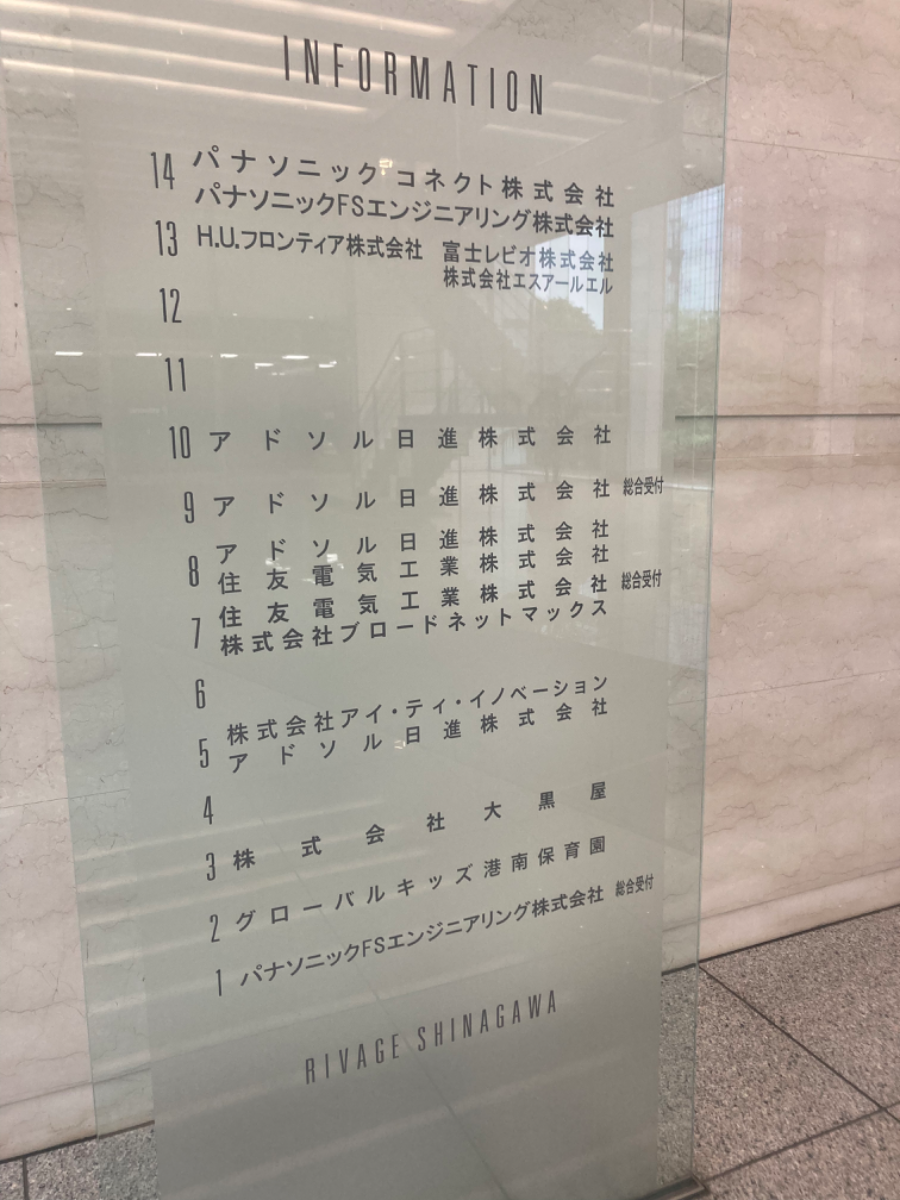 INFORMATION
14 パナソニック コネクト株式会社
パナソニックFSエンジニアリング株式会社
13 H.U.フロンティア株式会社 富士レビオ株式会社
株式会社エスアールエル
12
11
10 アドソル日進株式会社
9 アドソル日進株式会社 総合受付
アドソル日進株式会社
8 住友電気工業株式会社
住友電気工業株式会社 総合受付
7 株式会社ブロードネットマックス
6
株式会社アイ・ティ・イノベーション
5 アドソル日進株式会社
4
3 株式会社大黒屋
2 グローバルキッズ港南保育園
1 パナソニックFSエンジニアリング株式会社 総合受付
RIVAGE SHINAGAWA